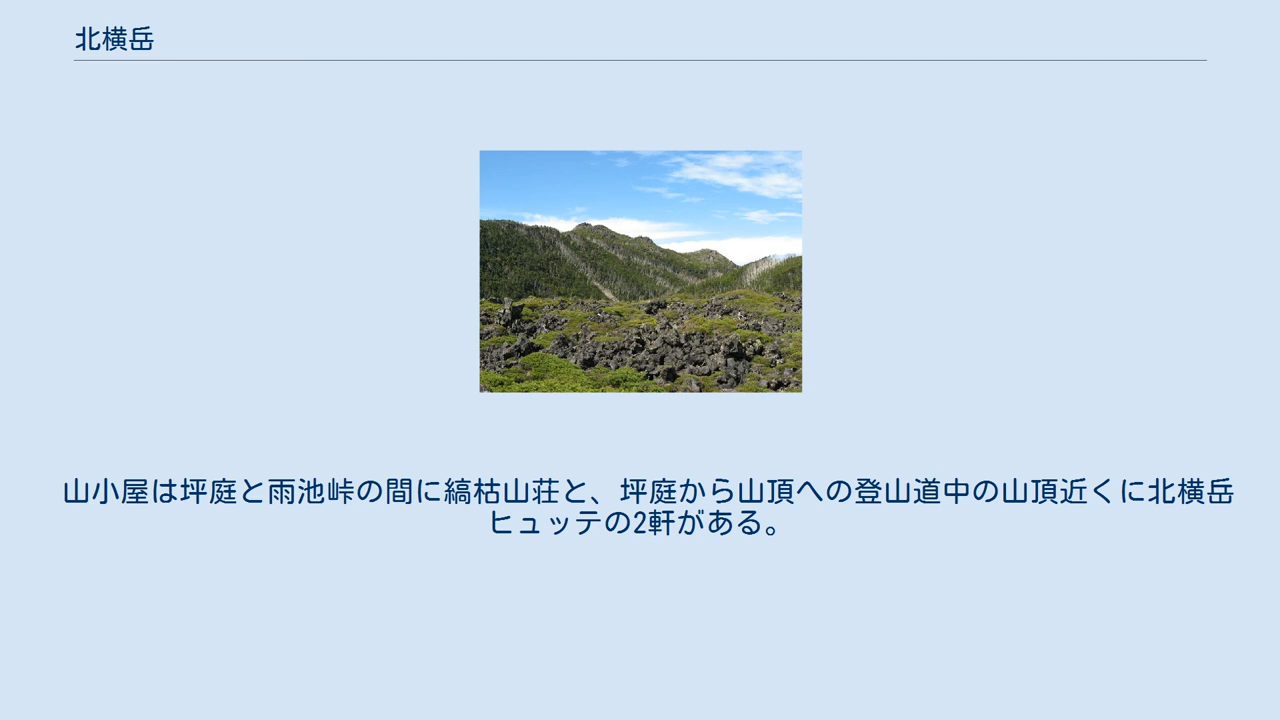 北横岳
山小屋は坪庭と雨池峠の間に縞枯山荘と、坪庭から山頂への登山道中の山頂近くに北横岳
ヒュッテの2軒がある。